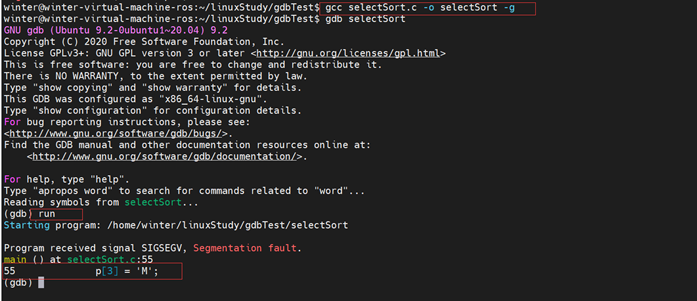 winter@winter-virtual-machine-ros:~/linuxStudy/gdbTest$ gcc selectSort.c -o selectSort -g
winter@winter-virtual-machine-ros:~/linuxStudy/gdbTest$ gdb selectSort
GNU gdb (Ubuntu 9.2-0ubuntu1~20.04) 9.2
Copyright (C) 2020 Free Software Foundation, Inc.
License GPLv3+: GNU GPL version 3 or later <http://gnu.org/licenses/gpl.html>
This is free software: you are free to change and redistribute it.
There is NO WARRANTY, to the extent permitted by law.
Type "show copying" and "show warranty" for details.
This GDB was configured as "x86_64-linux-gnu".
Type "show configuration" for configuration details.
For bug reporting instructions, please see:
<http://www.gnu.org/software/gdb/bugs/>.
Find the GDB manual and other documentation resources online at:
    <http://www.gnu.org/software/gdb/documentation/>.

For help, type "help".
Type "apropos word" to search for commands related to "word"...
Reading symbols from selectSort...
(gdb) run
Starting program: /home/winter/linuxStudy/gdbTest/selectSort

Program received signal SIGSEGV, Segmentation fault.
main () at selectSort.c:55
55              p[3] = 'M';
(gdb)